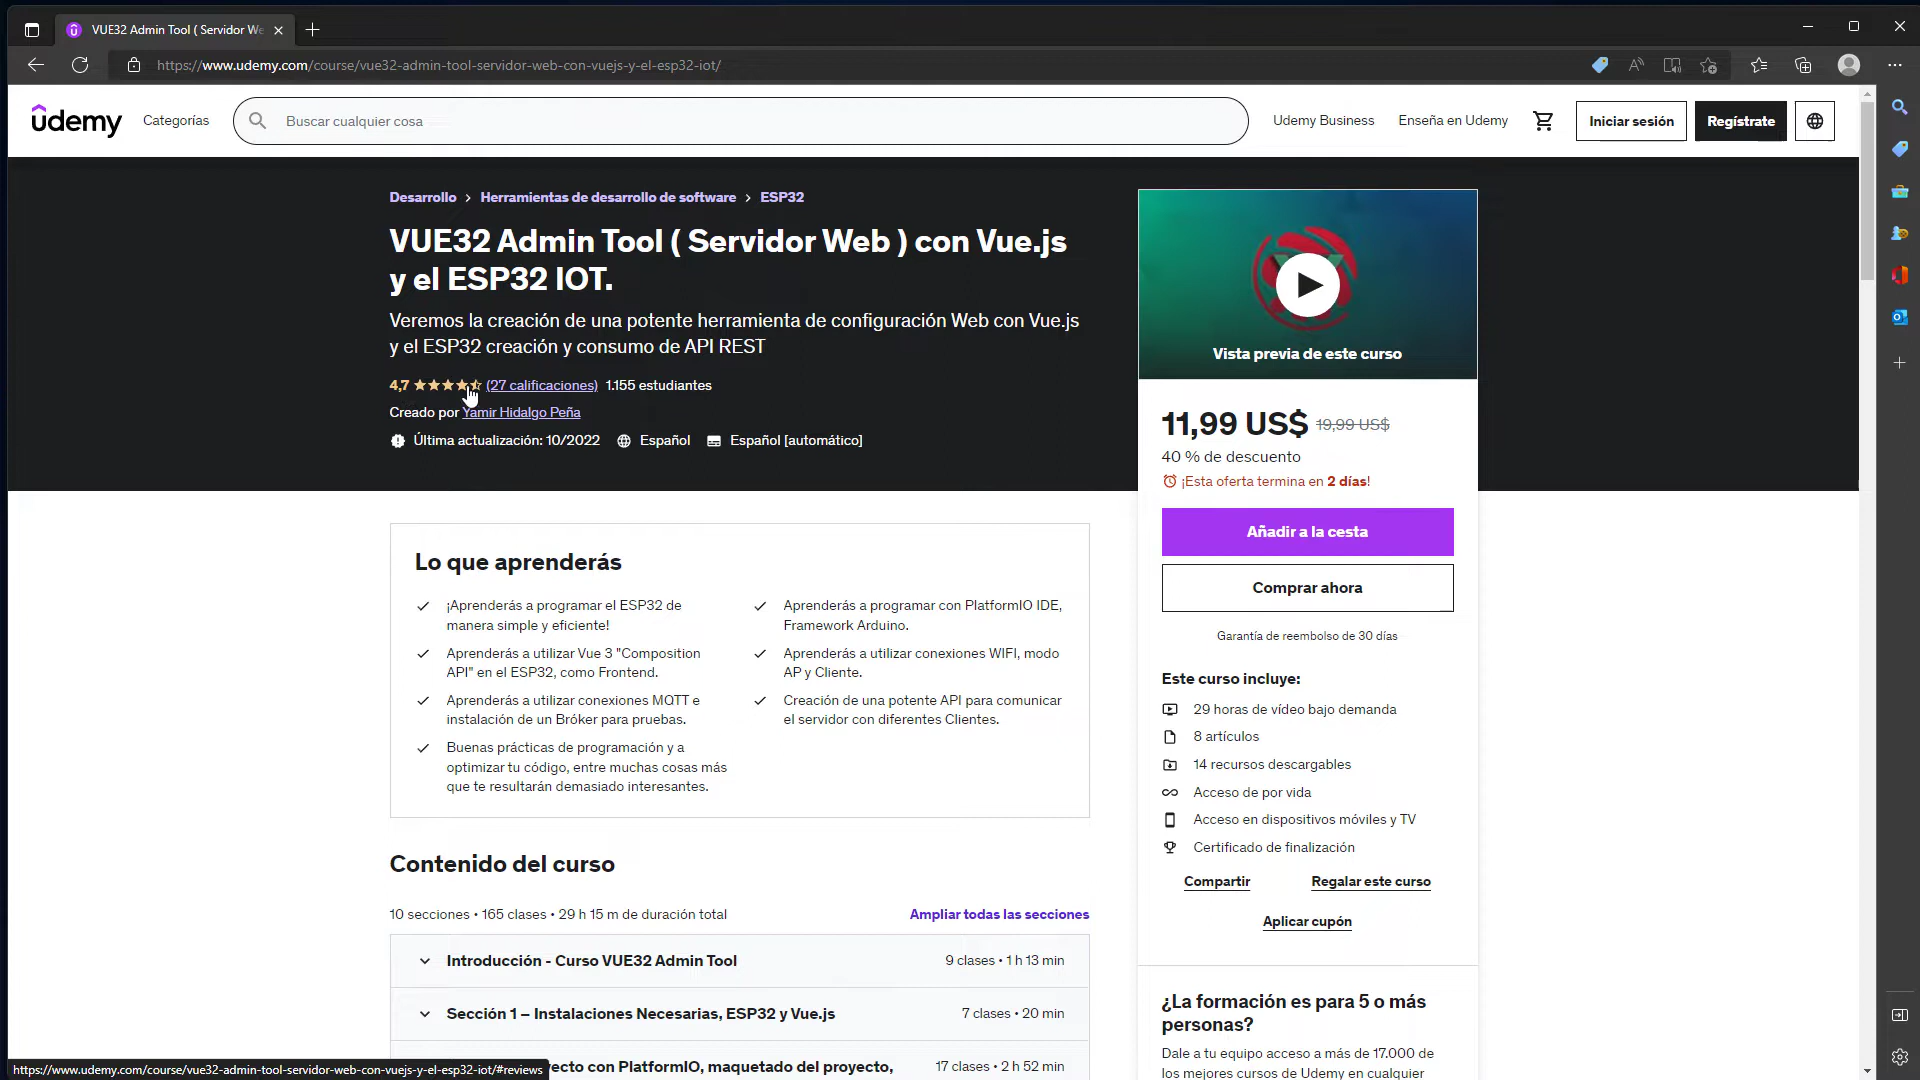 VUE32 Admin Tool ( Servidor We
https://www.udemy.com/course/vue32-admin-tool-servidor-web-con-vuejs-y-el-esp32-iot/
udemy
Categorías
Buscar cualquier cosa
Udemy Business
Enseña en Udemy
Iniciar sesión
Regístrate
Desarrollo > Herramientas de desarrollo de software > ESP32
VUE32 Admin Tool ( Servidor Web ) con Vue.js
y el ESP32 IOT.
Veremos la creación de una potente herramienta de configuración Web con Vue.js
y el ESP32 creación y consumo de API REST
4,7 (27 calificaciones) 1.155 estudiantes
Creado por Yamir Hidalgo Peña
Última actualización: 10/2022 Español Español [automático]
Vista previa de este curso
11,99 US$ 19,99 US$
40 % de descuento
¡Esta oferta termina en 2 días!
Añadir a la cesta
Comprar ahora
Garantía de reembolso de 30 días
Este curso incluye:
29 horas de vídeo bajo demanda
8 artículos
14 recursos descargables
Acceso de por vida
Acceso en dispositivos móviles y TV
Certificado de finalización
Compartir
Regalar este curso
Aplicar cupón
¿La formación es para 5 o más
personas?
Dale a tu equipo acceso a más de 17.000 de
los mejores cursos de Udemy en cualquier
Lo que aprenderás
¡Aprenderás a programar el ESP32 de
manera simple y eficiente!
Aprenderás a programar con PlatformIO IDE,
Framework Arduino.
Aprenderás a utilizar Vue 3 "Composition
API" en el ESP32, como Frontend.
Aprenderás a utilizar conexiones WIFI, modo
AP y Cliente.
Aprenderás a utilizar conexiones MQTT e
instalación de un Bróker para pruebas.
Creación de una potente API para comunicar
el servidor con diferentes Clientes.
Buenas prácticas de programación y a
optimizar tu código, entre muchas cosas más
que te resultarán demasiado interesantes.
Contenido del curso
10 secciones • 165 clases • 29 h 15 m de duración total
Ampliar todas las secciones
Introducción - Curso VUE32 Admin Tool
9 clases • 1 h 13 min
Sección 1 – Instalaciones Necesarias, ESP32 y Vue.js
7 clases • 20 min
ecto con PlatformIO, maquetado del proyecto,
17 clases • 2 h 52 min
https://www.udemy.com/course/vue32-admin-tool-servidor-web-con-vuejs-y-el-esp32-iot/#reviews